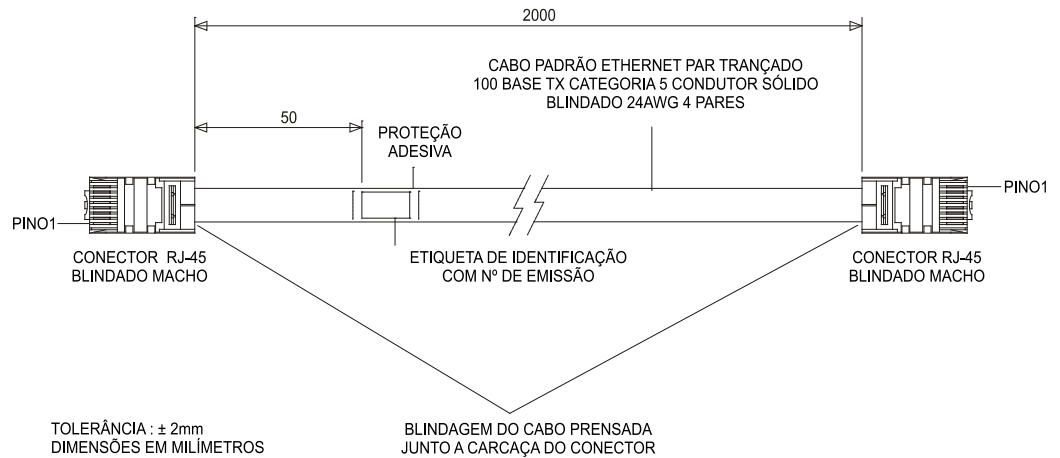 2000
CABO PADRÃO ETHERNET PAR TRANÇADO
100 BASE TX CATEGORIA 5 CONDUTOR SÓLIDO
BLINDADO 24AWG 4 PARES
50
PROTEÇÃO
ADESIVA
PINO1
PINO1
CONECTOR RJ-45
BLINDADO MACHO
ETIQUETA DE IDENTIFICAÇÃO
COM Nº DE EMISSÃO
CONECTOR RJ-45
BLINDADO MACHO
TOLERÂNCIA : ± 2mm
DIMENSÕES EM MILÍMETROS
BLINDAGEM DO CABO PRENSADA
JUNTO A CARCAÇA DO CONECTOR